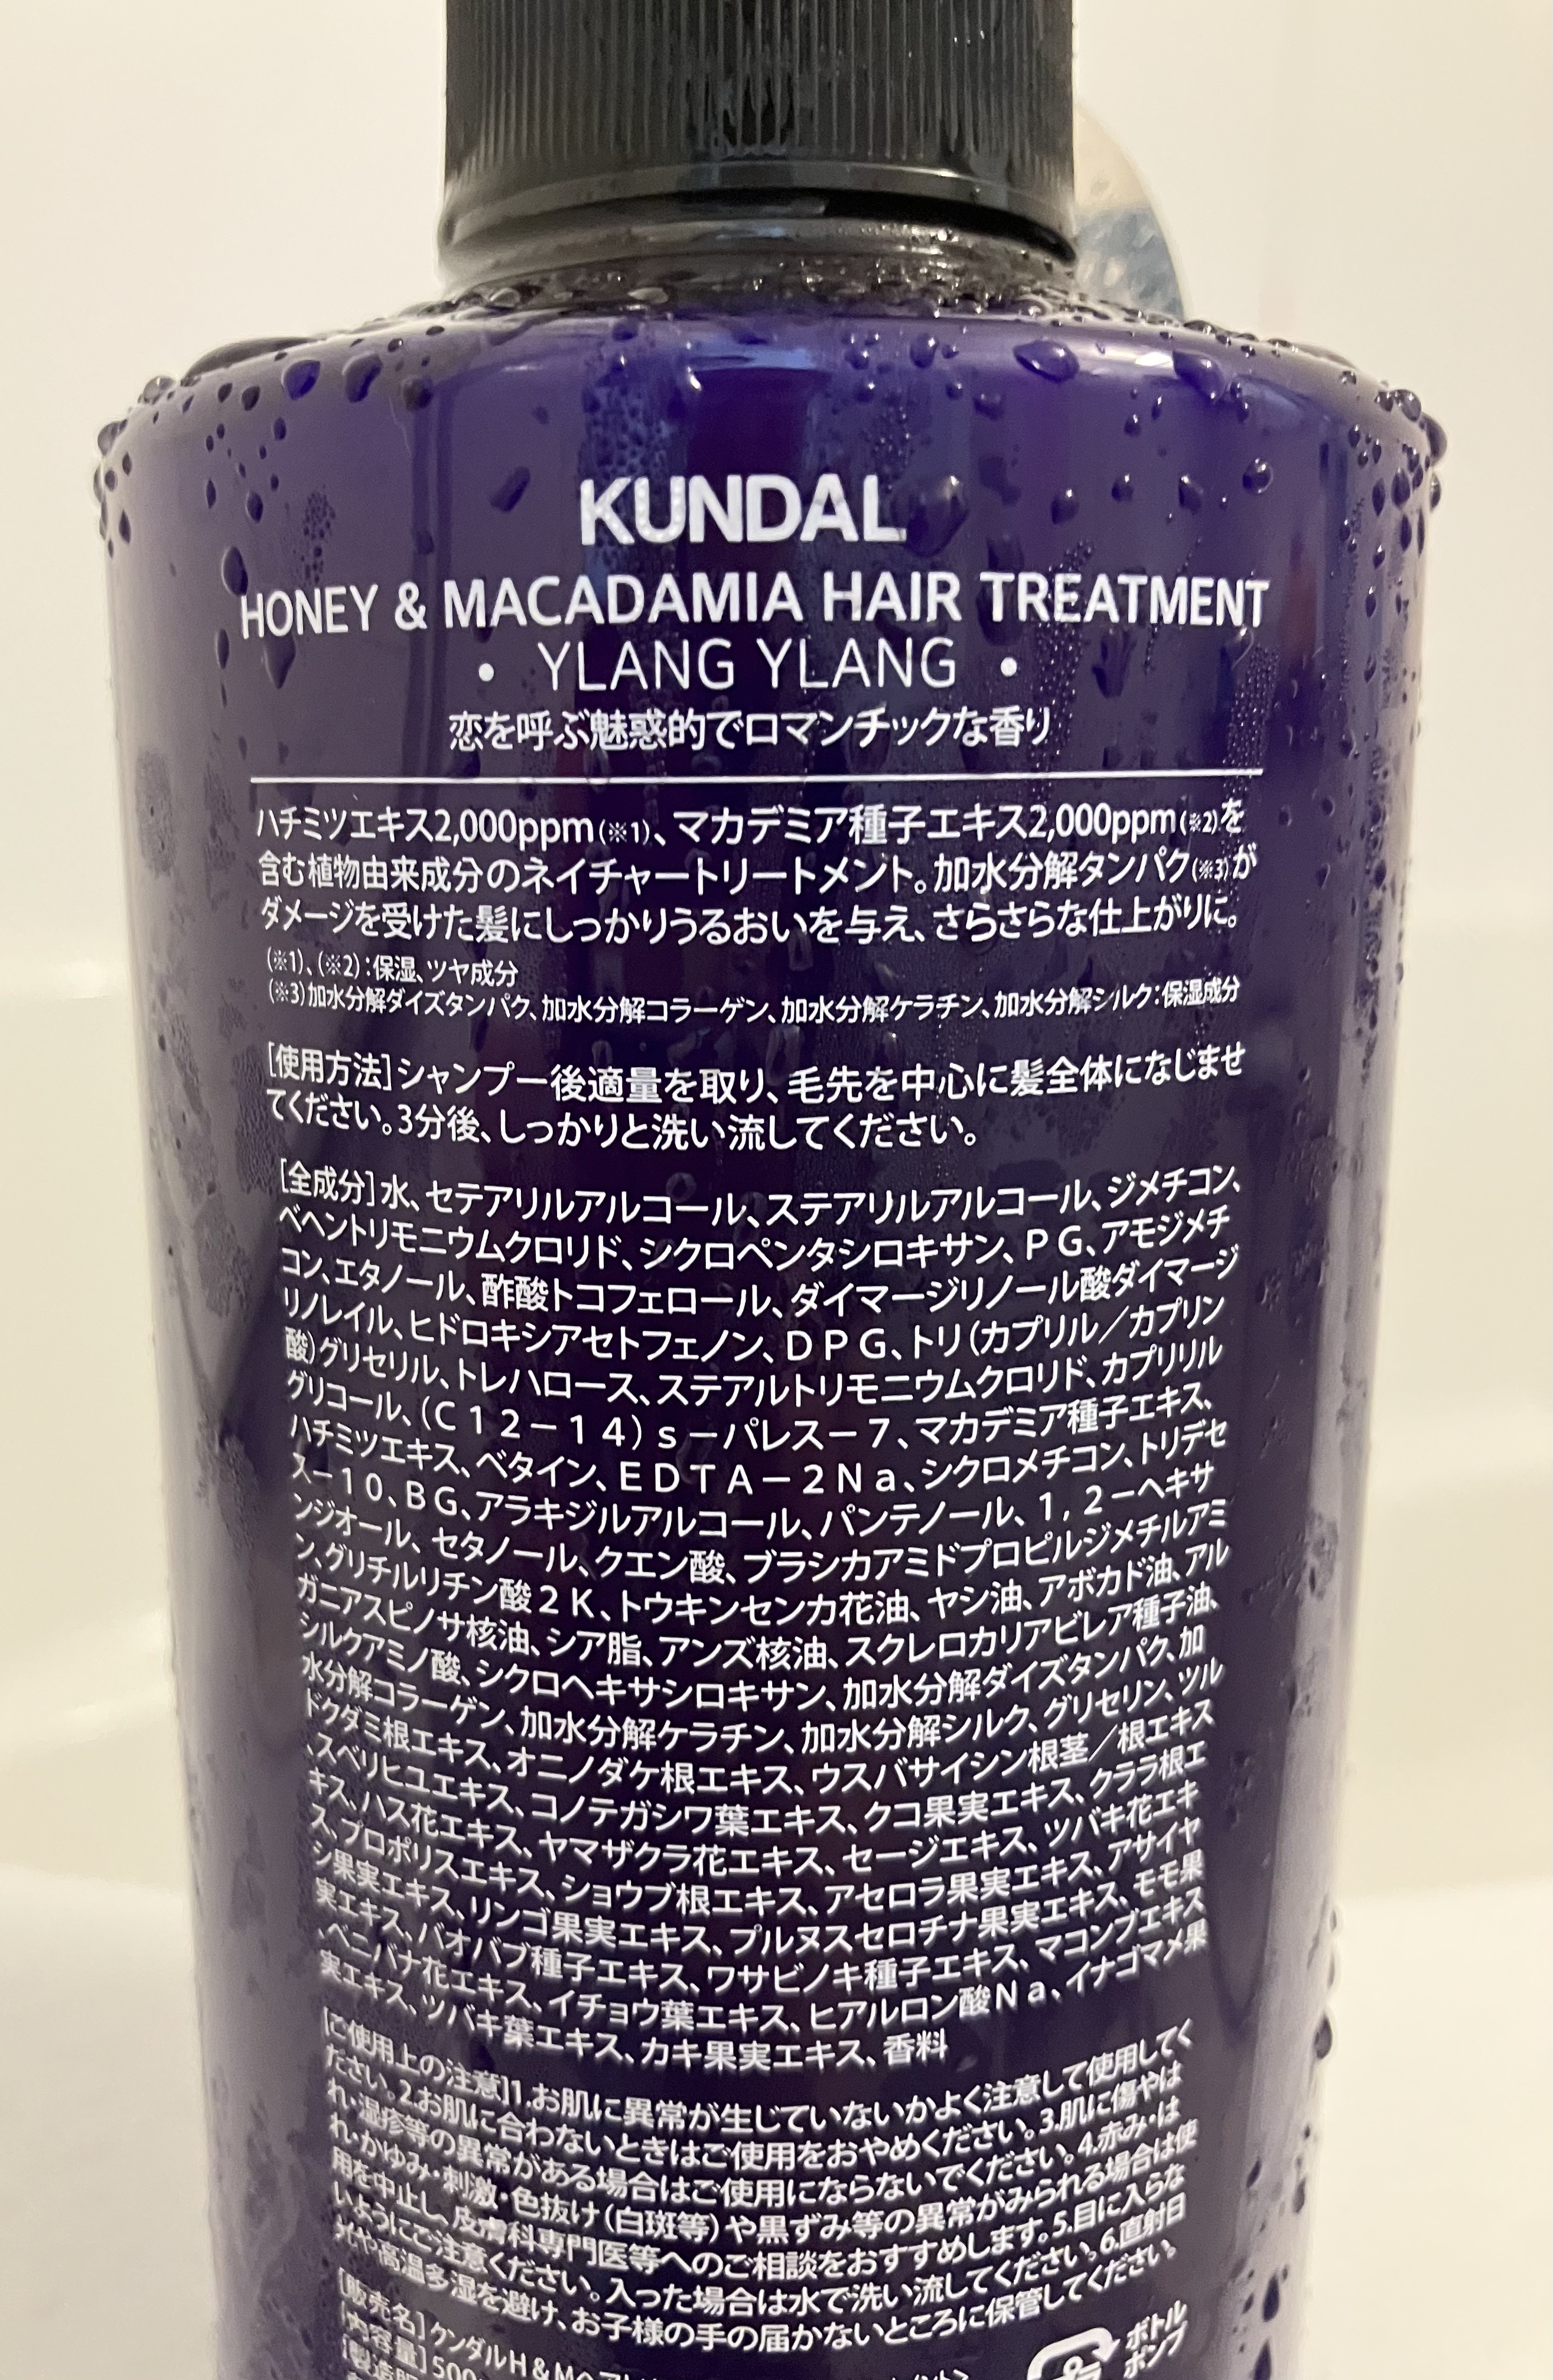 KUNDAL
HONEY & MACADAMIA HAIR TREATMENT
• YLANG YLANG •
恋を呼ぶ魅惑的でロマンチックな香り
ハチミツエキス2,000ppm(※1)、マカデミア種子エキス2,000ppm(※2)を
含む植物由来成分のネイチャートリートメント。加水分解タンパク(※3)が
ダメージを受けた髪にしっかりうるおいを与え、さらさらな仕上がりに。
(※1)、(※2):保湿、ツヤ成分
(※3)加水分解ダイズタンパク、加水分解コラーゲン、加水分解ケラチン、加水分解シルク:保湿成分
[使用方法]シャンプー後適量を取り、毛先を中心に髪全体になじませ
てください。3分後、しっかりと洗い流してください。
[全成分]水、セテアリルアルコール、ステアリルアルコール、ジメチコン、
ベヘントリモニウムクロリド、シクロペンタシロキサン、PG、アモジメチ
コン、エタノール、酢酸トコフェロール、ダイマージリノール酸ダイマージ
リノレイル、ヒドロキシアセトフェノン、DPG、トリ(カプリル/カプリン
酸)グリセリル、トレハロース、ステアルトリモニウムクロリド、カプリリル
グリコール、(C12-14)s-パレス-7、マカデミア種子エキス、
ハチミツエキス、ベタイン、EDTA-2Na、シクロメチコン、トリデセ
ス-10、BG、アラキジルアルコール、パンテノール、1,2-ヘキサ
ンジオール、セタノール、クエン酸、ブラシカアミドプロピルジメチルアミ
ン、グリチルリチン酸2K、トウキンセンカ花油、ヤシ油、アボカド油、アル
ガニアスピノサ核油、シア脂、アンズ核油、スクレロカリアビレア種子油、
シルクアミノ酸、シクロヘキサシロキサン、加水分解ダイズタンパク、加
水分解コラーゲン、加水分解ケラチン、加水分解シルク、グリセリン、ツル
ドクダミ根エキス、オニノダケ根エキス、ウスバサイシン根茎/根エキス
、スベリヒユエキス、コノテガシワ葉エキス、クコ果実エキス、クララ根エ
キス、ハス花エキス、ヤマザクラ花エキス、セージエキス、ツバキ花エキ
ス、プロポリスエキス、ショウブ根エキス、アセロラ果実エキス、アサイヤ
シ果実エキス、リンゴ果実エキス、プルヌスセロチナ果実エキス、モモ果
実エキス、バオバブ種子エキス、ワサビノキ種子エキス、マコンブエキス
、ベニバナ花エキス、イチョウ葉エキス、ヒアルロン酸Na、イナゴマメ果
実エキス、ツバキ葉エキス、カキ果実エキス、香料
[ご使用上の注意]1.お肌に異常が生じていないかよく注意して使用してく
ださい。2.お肌に合わないときはご使用をおやめください。3.肌に傷やは
れ・湿疹等の異常がある場合はご使用にならないでください。4.赤み・は
れ・かゆみ・刺激・色抜け(白斑等)や黒ずみ等の異常がみられる場合は使
用を中止し、皮膚科専門医等へのご相談をおすすめします。5.目に入らな
いようにご注意ください。入った場合は水で洗い流してください。6.直射日
光や高温多湿を避け、お子様の手の届かないところに保管してください。
[販売名]ケンダルH&Mヘア
[内容量]500
ボトル
ポンプ